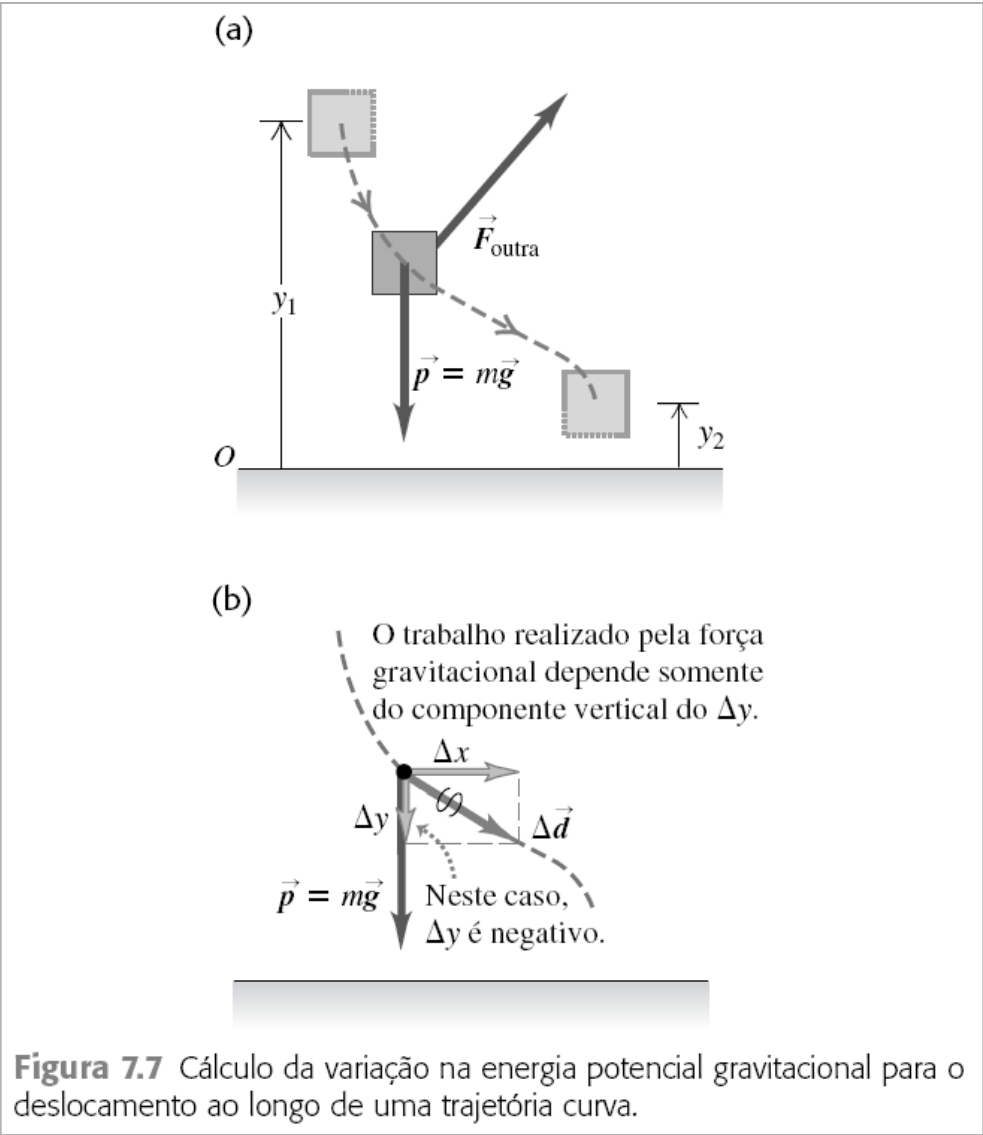 (a)
F⃗outra
y₁
p⃗ = mg⃗
y₂
O
(b)
O trabalho realizado pela força
gravitacional depende somente
do componente vertical do Δy.
Δx
Δy
Δd⃗
p⃗ = mg⃗
Neste caso,
Δy é negativo.
Figura 7.7 Cálculo da variação na energia potencial gravitacional para o
deslocamento ao longo de uma trajetória curva.